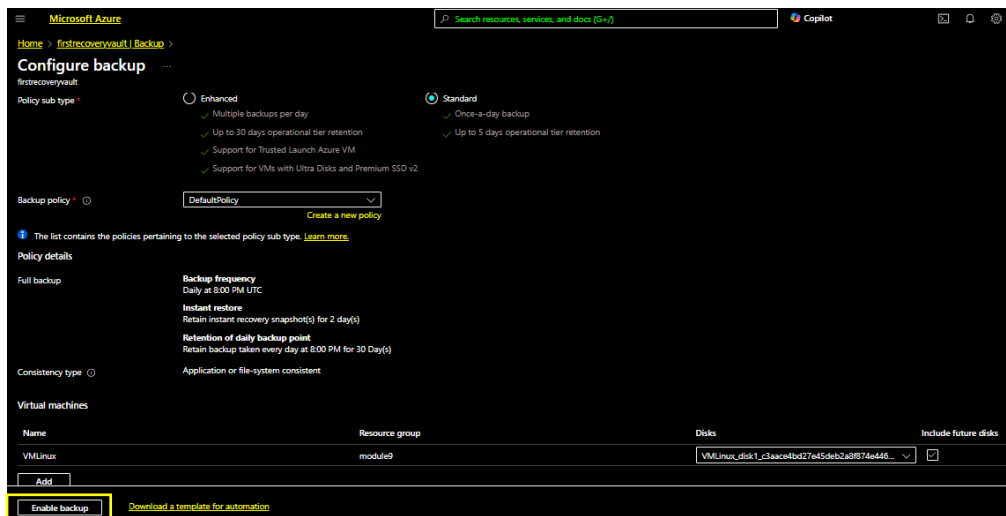 Microsoft Azure
Search resources, services, and docs (G+/)
Copilot
Home > firstrecoveryvault | Backup >
Configure backup ...
firstrecoveryvault
Policy sub type *
Enhanced
Multiple backups per day
Up to 30 days operational tier retention
Support for Trusted Launch Azure VM
Support for VMs with Ultra Disks and Premium SSD v2
Standard
Once-a-day backup
Up to 5 days operational tier retention
Backup policy *
DefaultPolicy
Create a new policy
The list contains the policies pertaining to the selected policy sub type. Learn more.
Policy details
Full backup
Backup frequency
Daily at 8:00 PM UTC
Instant restore
Retain instant recovery snapshot(s) for 2 day(s)
Retention of daily backup point
Retain backup taken every day at 8:00 PM for 30 Day(s)
Consistency type
Application or file-system consistent
Virtual machines
Name Resource group Disks Include future disks
VMLinux module9 VMLinux_disk1_c3aace4bd27e45deb2a8f874e446...
Add
Enable backup
Download a template for automation